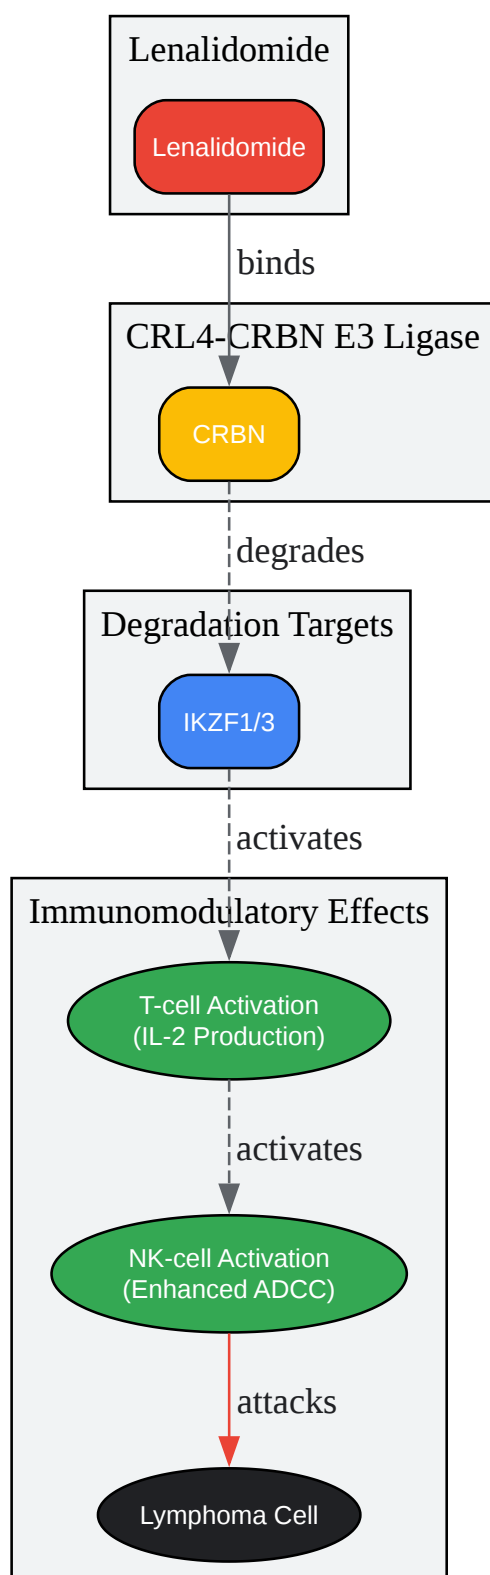 Lenalidomide
Lenalidomide
binds
CRL4-CRBN E3 Ligase
CRBN
degrades
Degradation Targets
IKZF1/3
activates
Immunomodulatory Effects
T-cell Activation
(IL-2 Production)
activates
NK-cell Activation
(Enhanced ADCC)
attacks
Lymphoma Cell